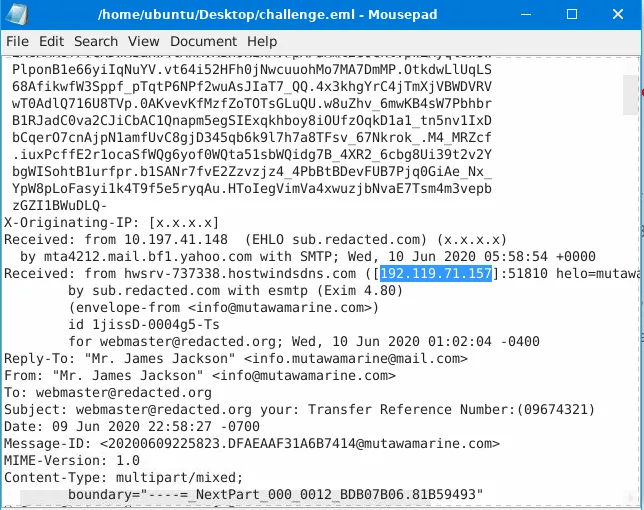 /home/ubuntu/Desktop/challenge.eml - Mousepad
File Edit Search View Document Help
PlponB1e66yiIqNuYV.vt64i52HFh0jNwcuuohMo7MA7DmMP.OtkdwLlUqLS
68AfikwfW3Sppf_pTqtP6NPf2wuAsJIaT7_QQ.4x3khgYrC4jTmXjVBWDVRV
wT0AdlQ716U8TVp.0AKvevKfMzfZoTOTsGLuQU.w8uZhv_6mwKB4sW7Pbhbr
B1RJadC0va2CJiCbAC1Qnapm5egSIExqkhboy8iOUfzOqkD1a1_tn5nv1IxD
bCqerO7cnAjpN1amfUvC8gjD345qb6k9l7h7a8TFsv_67Nkrok_.M4_MRZcf
.iuxPcffE2r1ocaSfWQg6yof0WQta51sbWQidg7B_4XR2_6cbg8Ui39t2v2Y
bgWISohtB1urfpr.b1SANr7fvE2Zzvzjz4_4PbBtBDevFUB7Pjq0GiAe_Nx_
YpW8pLoFasyi1k4T9f5e5ryqAu.HToIegVimVa4xwuzjbNvaE7Tsm4m3vepb
zGZI1BWuDLQ-
X-Originating-IP: [x.x.x.x]
Received: from 10.197.41.148 (EHLO sub.redacted.com) (x.x.x.x)
by mta4212.mail.bf1.yahoo.com with SMTP; Wed, 10 Jun 2020 05:58:54 +0000
Received: from hwsrv-737338.hostwindsdns.com ([192.119.71.157]:51810 helo=mutawa
by sub.redacted.com with esmtp (Exim 4.80)
(envelope-from <info@mutawamarine.com>)
id 1jissD-0004g5-Ts
for webmaster@redacted.org; Wed, 10 Jun 2020 01:02:04 -0400
Reply-To: "Mr. James Jackson" <info.mutawamarine@mail.com>
From: "Mr. James Jackson" <info@mutawamarine.com>
To: webmaster@redacted.org
Subject: webmaster@redacted.org your: Transfer Reference Number:(09674321)
Date: 09 Jun 2020 22:58:27 -0700
Message-ID: <20200609225823.DFAEAAF31A6B7414@mutawamarine.com>
MIME-Version: 1.0
Content-Type: multipart/mixed;
boundary="----=_NextPart_000_0012_BDB07B06.81B59493"